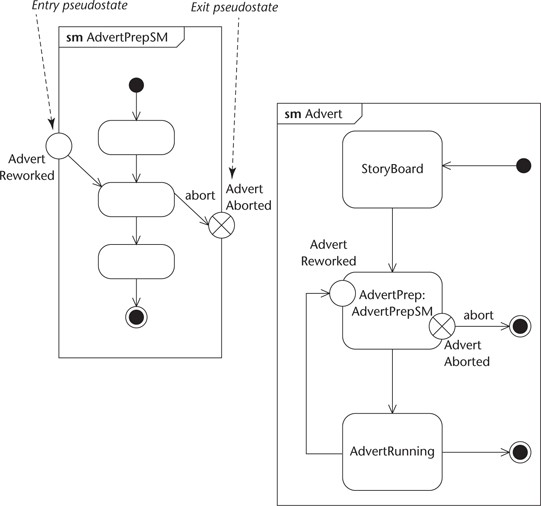 Entry pseudostate
Exit pseudostate
sm AdvertPrepSM
Advert
Reworked
abort
Advert
Aborted
sm Advert
StoryBoard
Advert
Reworked
AdvertPrep:
AdvertPrepSM
abort
Advert
Aborted
AdvertRunning